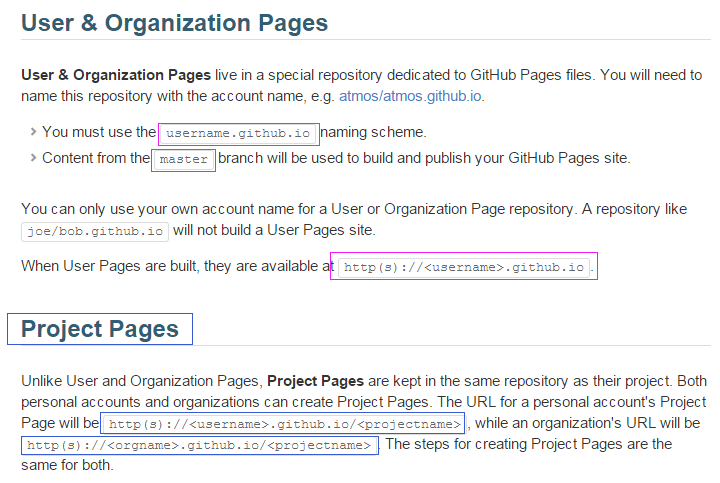 User & Organization Pages
User & Organization Pages live in a special repository dedicated to GitHub Pages files. You will need to
name this repository with the account name, e.g. atmos/atmos.github.io.
You must use the username.github.io naming scheme.
Content from the master branch will be used to build and publish your GitHub Pages site.
You can only use your own account name for a User or Organization Page repository. A repository like
joe/bob.github.io will not build a User Pages site.
When User Pages are built, they are available at http(s)://<username>.github.io.
Project Pages
Unlike User and Organization Pages, Project Pages are kept in the same repository as their project. Both
personal accounts and organizations can create Project Pages. The URL for a personal account's Project
Page will be http(s)://<username>.github.io/<projectname>, while an organization's URL will be
http(s)://<orgname>.github.io/<projectname>. The steps for creating Project Pages are the
same for both.